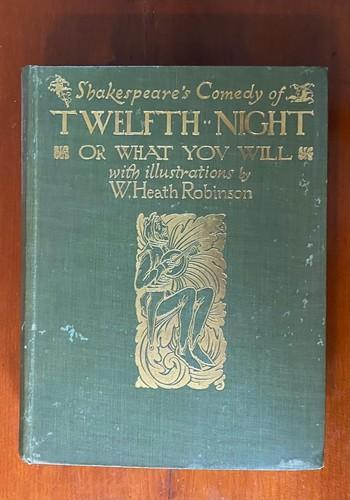 Shakespeare's Comedy of
TWELFTH·NIGHT
OR WHAT YOV WILL
with illustrations by
W. Heath Robinson